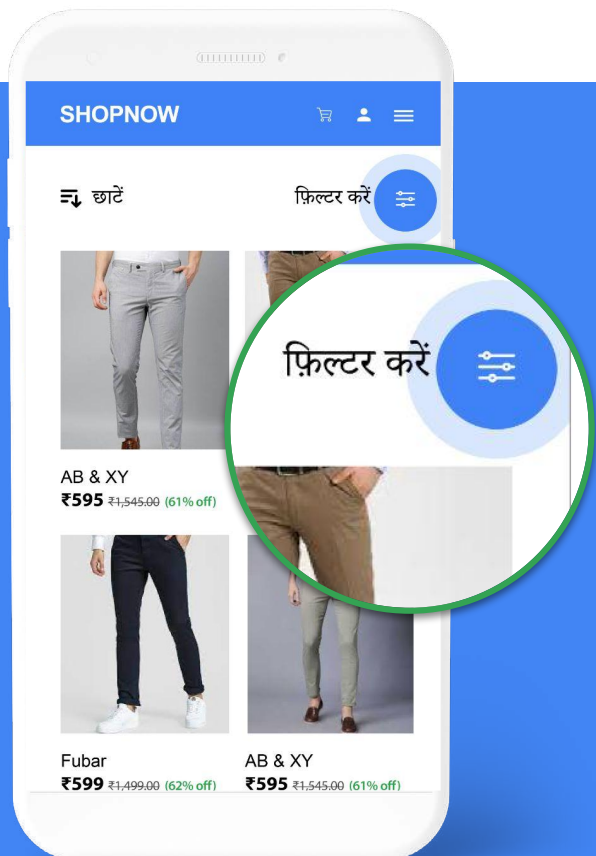 SHOPNOW
छाटें
फ़िल्टर करें
फ़िल्टर करें
AB & XY
₹595 ₹1,545.00 (61% off)
Fubar
₹599 ₹1,499.00 (62% off)
AB & XY
₹595 ₹1,545.00 (61% off)